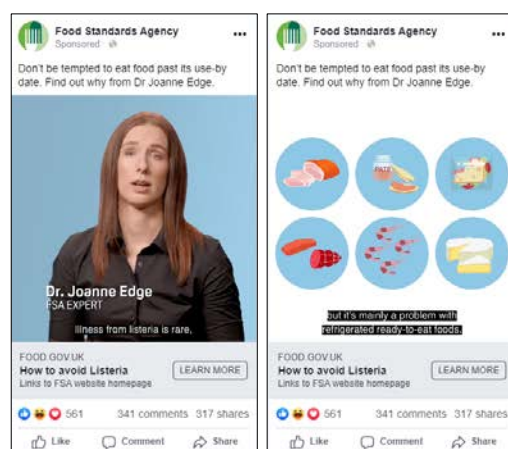 Food Standards Agency
Sponsored
Don't be tempted to eat food past its use-by
date. Find out why from Dr Joanne Edge.
Dr. Joanne Edge
FSA EXPERT
Illness from listeria is rare,
FOOD.GOV.UK
How to avoid Listeria
Links to FSA website homepage
LEARN MORE
561
341 comments 317 shares
Like Comment Share
Food Standards Agency
Sponsored
Don't be tempted to eat food past its use-by
date. Find out why from Dr Joanne Edge.
but it's mainly a problem with
refrigerated ready-to-eat foods.
FOOD.GOV.UK
How to avoid Listeria
Links to FSA website homepage
LEARN MORE
561
341 comments 317 shares
Like Comment Share